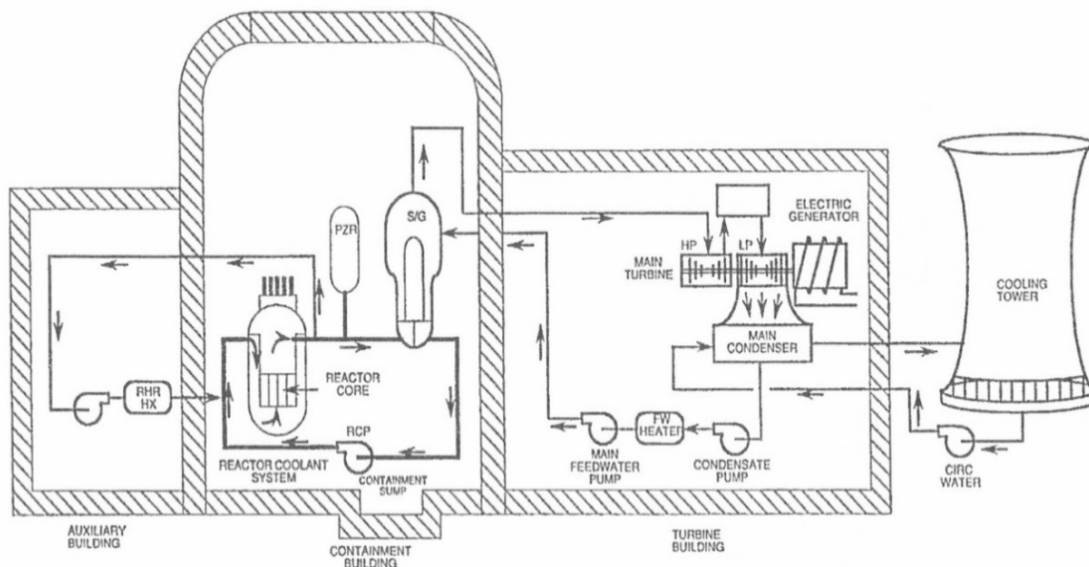 S/G
PZR
ELECTRIC
GENERATOR
HP
LP
MAIN
TURBINE
COOLING
TOWER
MAIN
CONDENSER
REACTOR
CORE
RHR
HX
RCP
REACTOR COOLANT
SYSTEM
CONTAINMENT
SUMP
FW
HEATER
MAIN
FEEDWATER
PUMP
CONDENSATE
PUMP
CIRC
WATER
AUXILIARY
BUILDING
CONTAINMENT
BUILDING
TURBINE
BUILDING